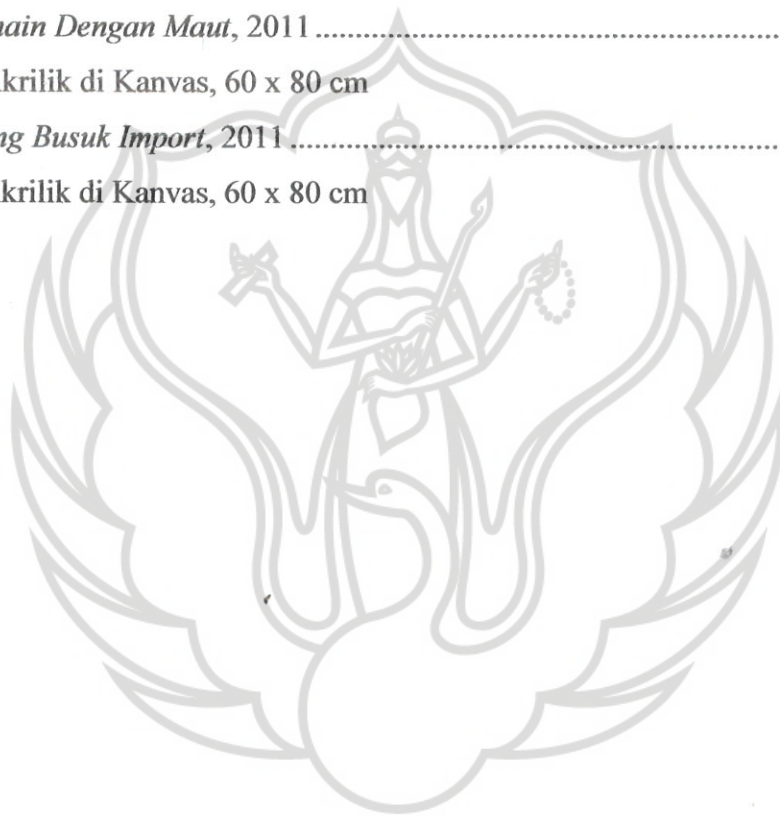 ain Dengan Maut, 2011 ................................................................
krilik di Kanvas, 60 x 80 cm
ng Busuk Import, 2011 ................................................................
krilik di Kanvas, 60 x 80 cm